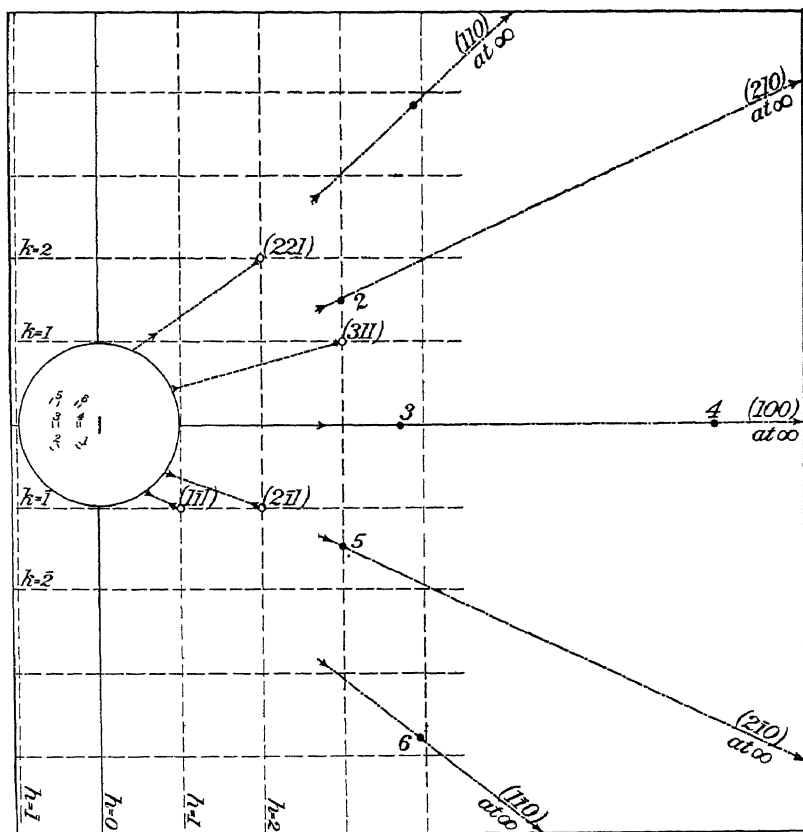 (110)
at ∞
(210)
at ∞
k=2
(221)
2
k=1
(311)
3
4
(100)
at ∞
k=1̄
(11̄1)
(21̄1)
5
k=2̄
6
(21̄0)
at ∞
(11̄0)
at ∞
h=1̄
h=0
h=1
h=2